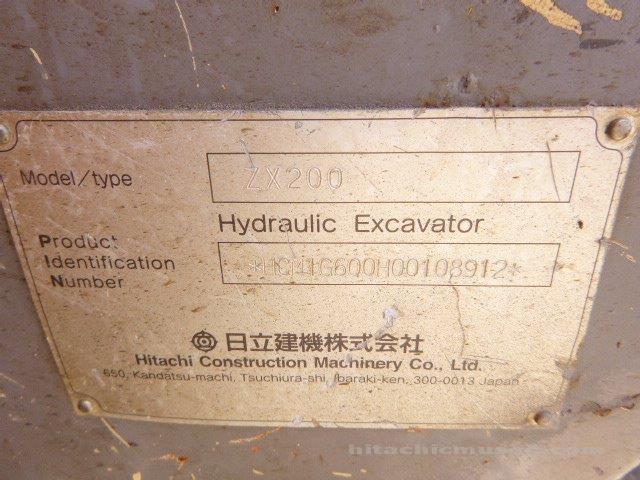 Model/type ZX200
Hydraulic Excavator
Product
Identification
Number
*HCM1G600H00108912*
日立建機株式会社
Hitachi Construction Machinery Co., Ltd.
650, Kandatsu-machi, Tsuchiura-shi, Ibaraki-ken, 300-0013 Japan